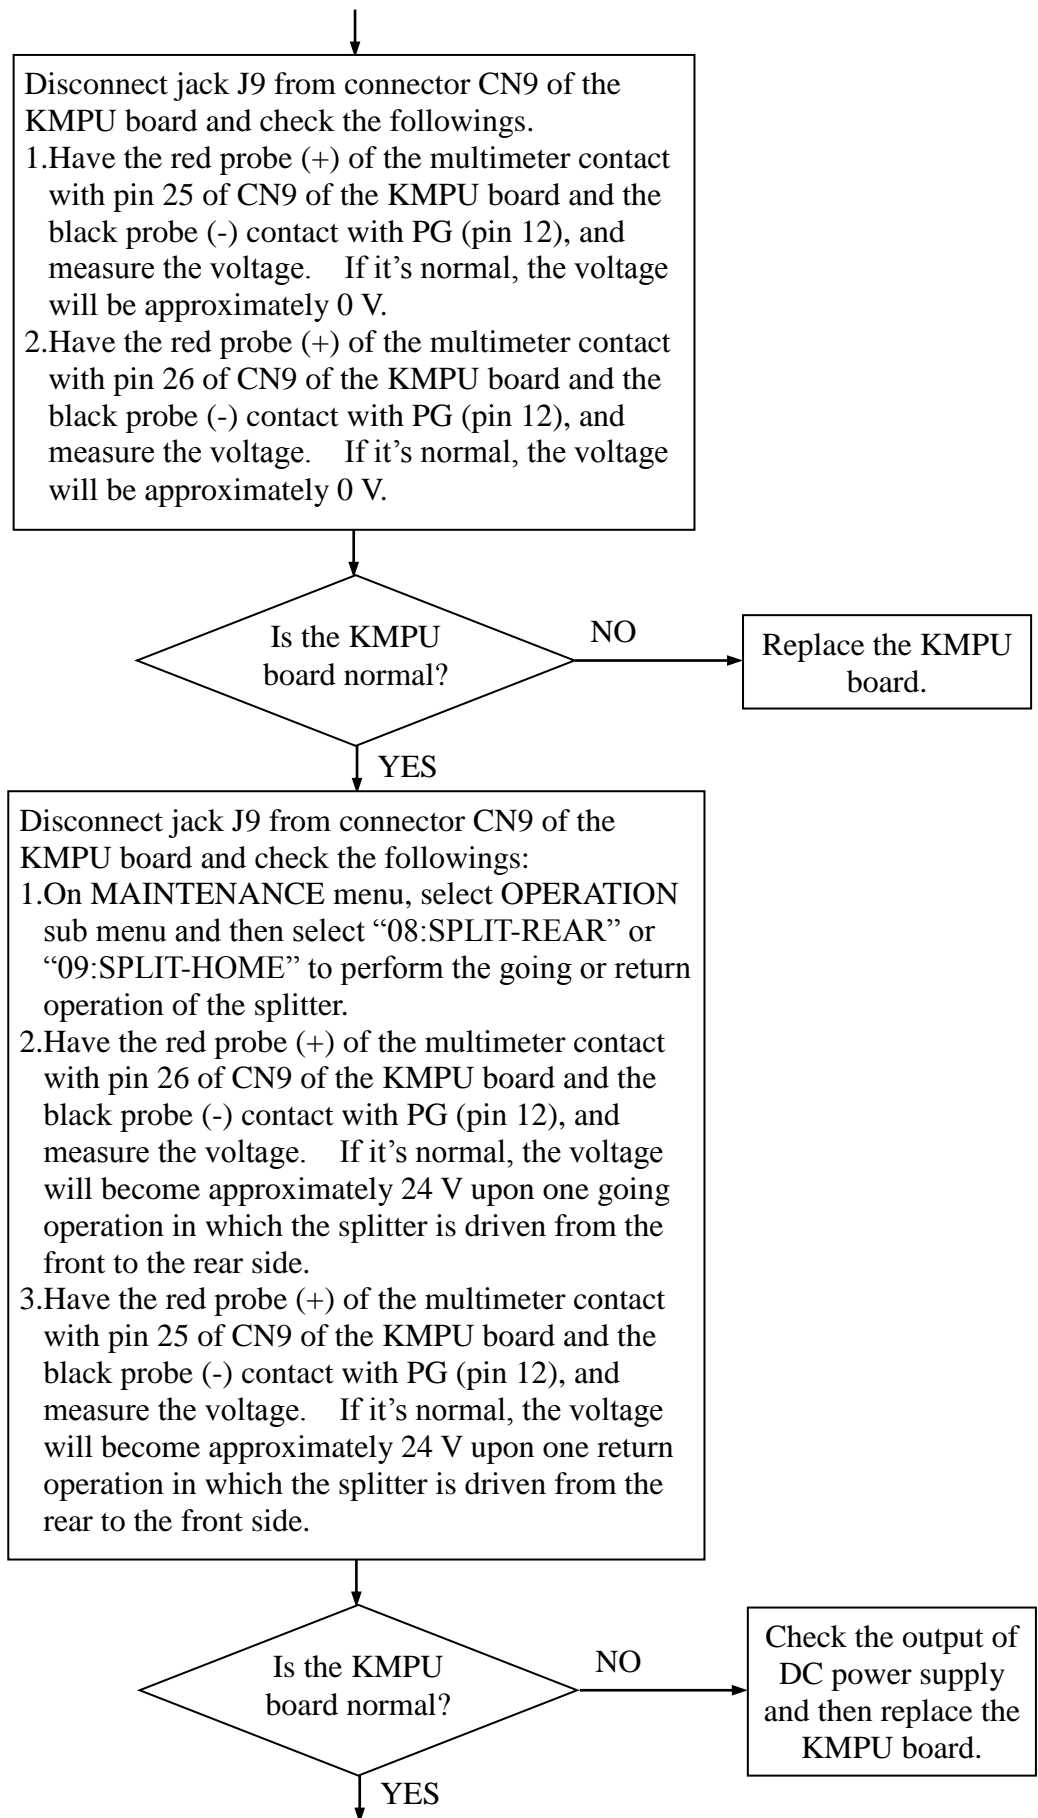 Disconnect jack J9 from connector CN9 of the
KMPU board and check the followings.
1.Have the red probe (+) of the multimeter contact
with pin 25 of CN9 of the KMPU board and the
black probe (-) contact with PG (pin 12), and
measure the voltage. If it's normal, the voltage
will be approximately 0 V.
2.Have the red probe (+) of the multimeter contact
with pin 26 of CN9 of the KMPU board and the
black probe (-) contact with PG (pin 12), and
measure the voltage. If it's normal, the voltage
will be approximately 0 V.
Is the KMPU
board normal?
NO
Replace the KMPU
board.
YES
Disconnect jack J9 from connector CN9 of the
KMPU board and check the followings:
1.On MAINTENANCE menu, select OPERATION
sub menu and then select “08:SPLIT-REAR” or
“09:SPLIT-HOME” to perform the going or return
operation of the splitter.
2.Have the red probe (+) of the multimeter contact
with pin 26 of CN9 of the KMPU board and the
black probe (-) contact with PG (pin 12), and
measure the voltage. If it's normal, the voltage
will become approximately 24 V upon one going
operation in which the splitter is driven from the
front to the rear side.
3.Have the red probe (+) of the multimeter contact
with pin 25 of CN9 of the KMPU board and the
black probe (-) contact with PG (pin 12), and
measure the voltage. If it's normal, the voltage
will become approximately 24 V upon one return
operation in which the splitter is driven from the
rear to the front side.
Is the KMPU
board normal?
NO
Check the output of
DC power supply
and then replace the
KMPU board.
YES